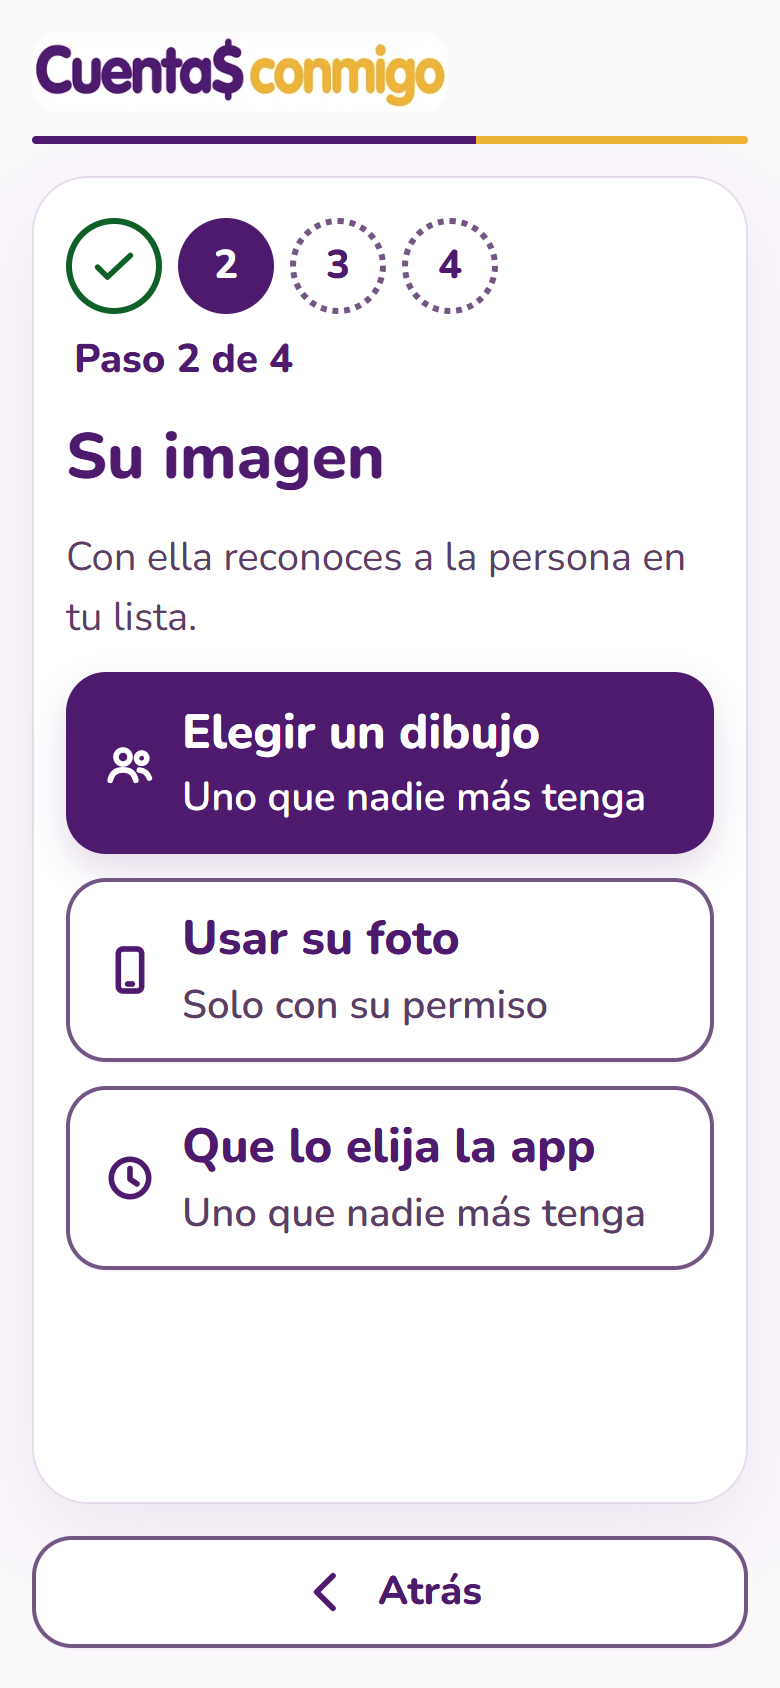 Cuenta$ conmigo
2 3 4
Paso 2 de 4
Su imagen
Con ella reconoces a la persona en
tu lista.
Elegir un dibujo
Uno que nadie más tenga
Usar su foto
Solo con su permiso
Que lo elija la app
Uno que nadie más tenga
Atrás